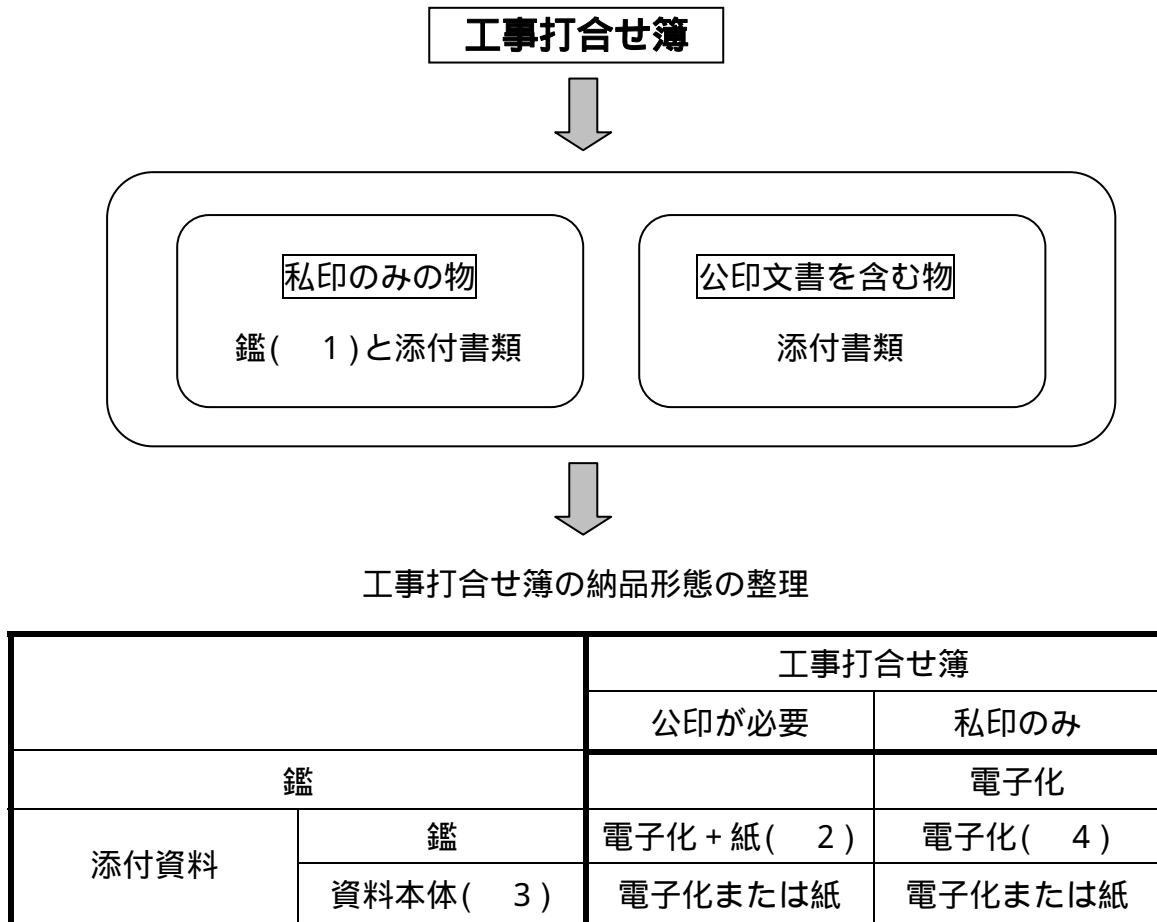 工事打合せ簿
私印のみの物
鑑(　1)と添付書類
公印文書を含む物
添付書類
工事打合せ簿の納品形態の整理
工事打合せ簿
公印が必要 私印のみ
鑑 電子化
添付資料 鑑 電子化+紙(　2) 電子化(　4)
資料本体(　3) 電子化または紙 電子化または紙